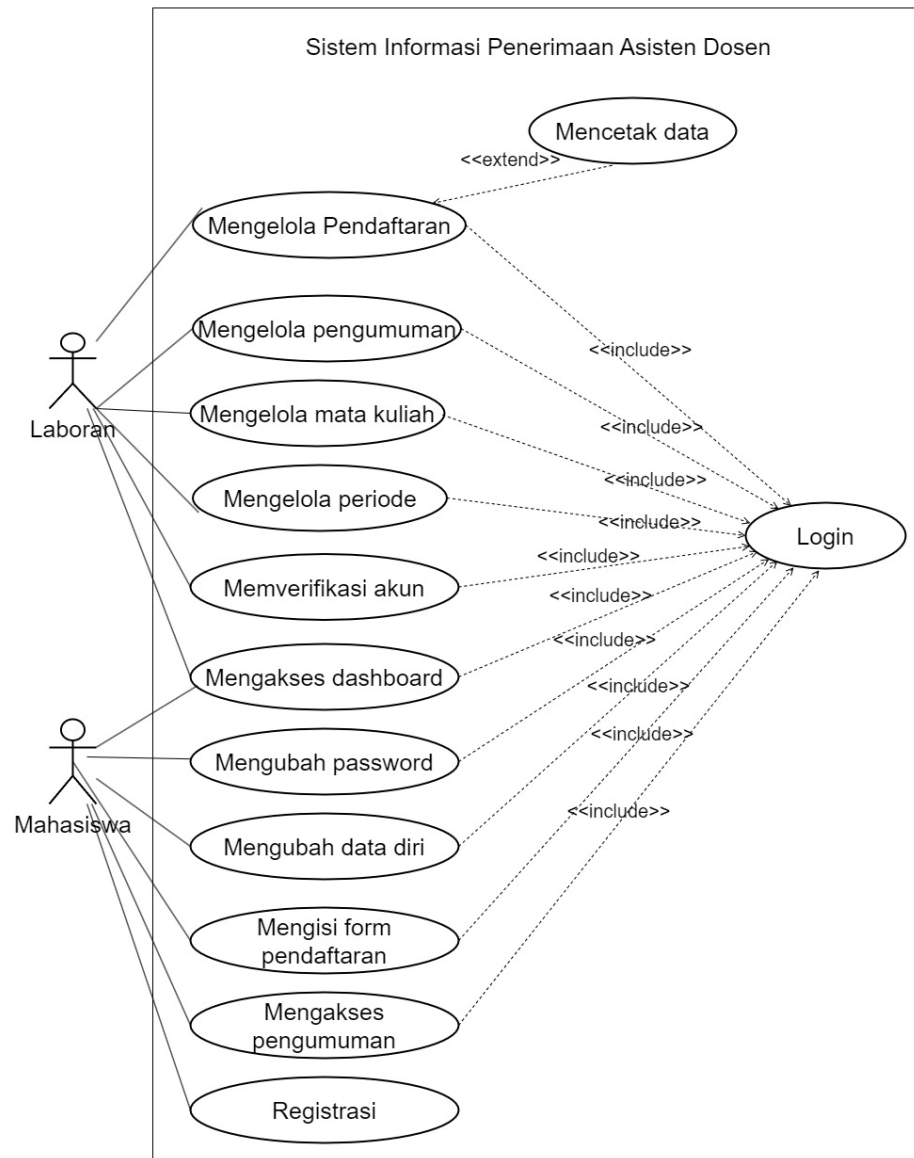 Sistem Informasi Penerimaan Asisten Dosen
Mencetak data
<<extend>>
Mengelola Pendaftaran
Mengelola pengumuman
<<include>>
Laboran
Mengelola mata kuliah
<<include>>
<<include>>
Mengelola periode
<<include>>
Login
Memverifikasi akun
<<include>>
<<include>>
Mengakses dashboard
<<include>>
<<include>>
Mahasiswa
Mengubah password
<<include>>
Mengubah data diri
<<include>>
Mengisi form
pendaftaran
Mengakses
pengumuman
Registrasi